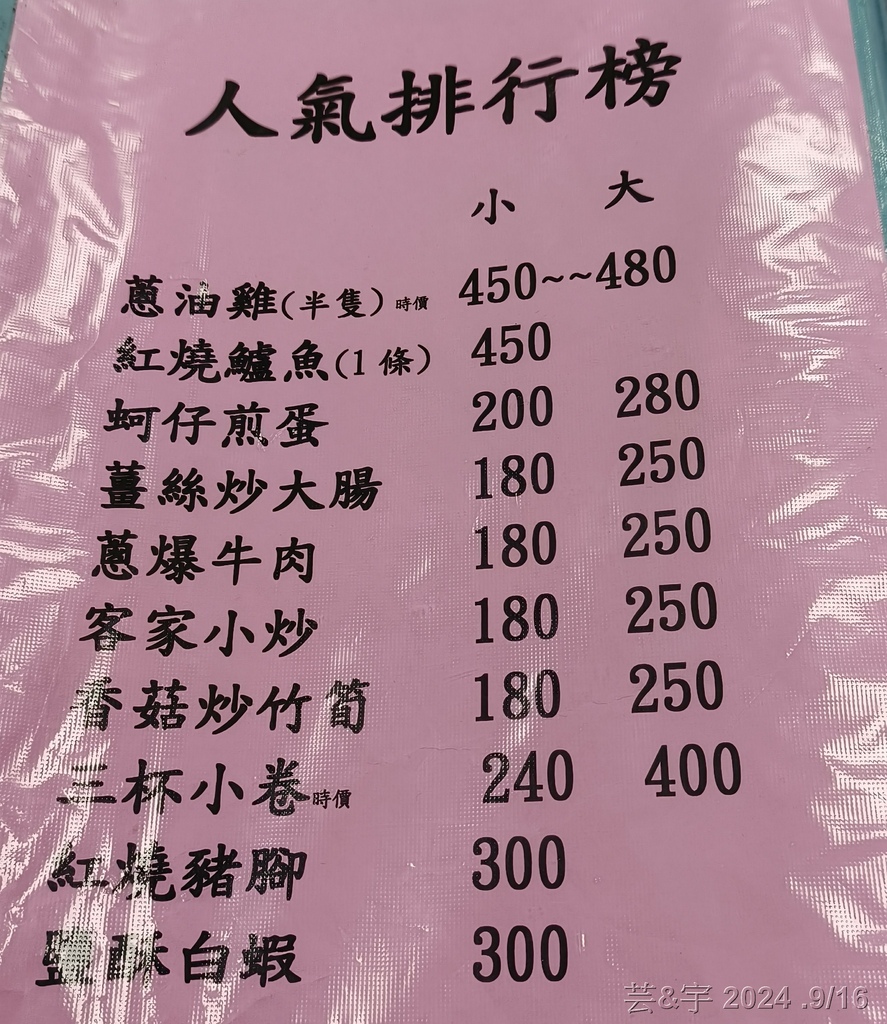 人氣排行榜
小 大
蔥油雞(半隻) 時價 450~~480
紅燒鱸魚(1 條) 450
蚵仔煎蛋 200 280
薑絲炒大腸 180 250
蔥爆牛肉 180 250
客家小炒 180 250
香菇炒竹筍 180 250
三杯小卷時價 240 400
紅燒豬腳 300
鹽酥白蝦 300
芸&宇 2024 .9/16